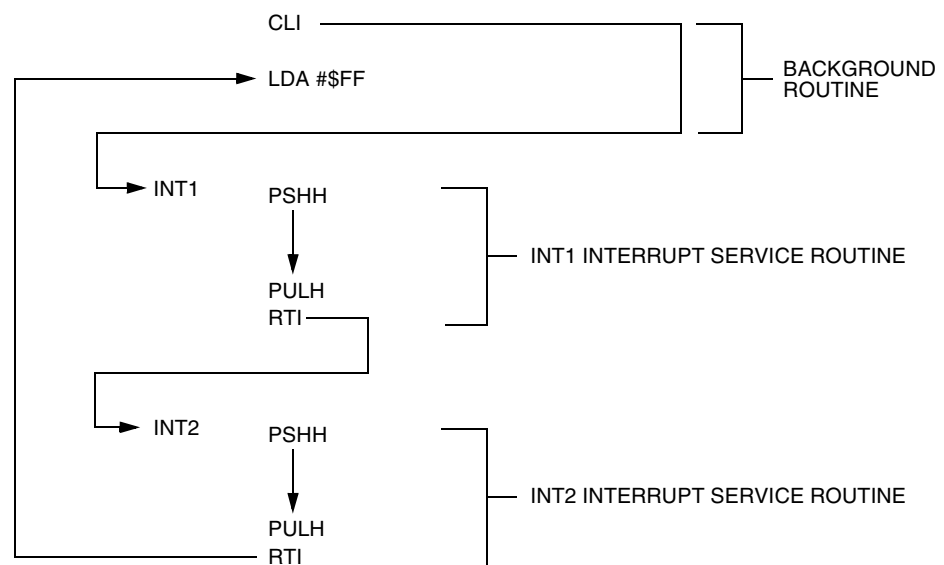 CLI
LDA #$FF
BACKGROUND
ROUTINE
INT1
PSHH
INT1 INTERRUPT SERVICE ROUTINE
PULH
RTI
INT2
PSHH
INT2 INTERRUPT SERVICE ROUTINE
PULH
RTI